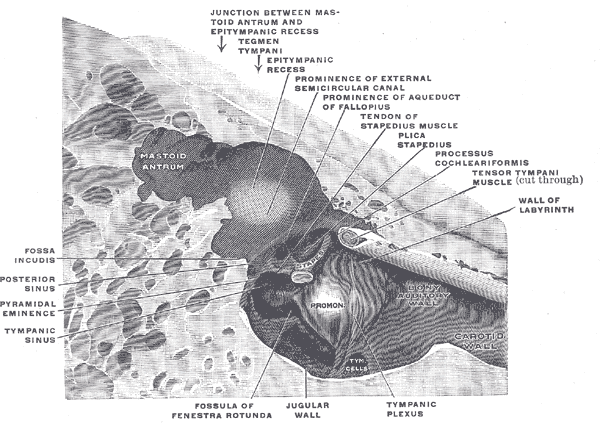 JUNCTION BETWEEN MAS-
TOID ANTRUM AND
EPITYMPANIC RECESS
TEGMEN
TYMPANI
EPITYMPANIC
RECESS
PROMINENCE OF EXTERNAL
SEMICIRCULAR CANAL
PROMINENCE OF AQUEDUCT
OF FALLOPIUS
TENDON OF
STAPEDIUS MUSCLE
PLICA
STAPEDIUS
PROCESSUS
COCHLEARIFORMIS
TENSOR TYMPANI
MUSCLE (cut through)
WALL OF
LABYRINTH
MASTOID
ANTRUM
FOSSA
INCUDIS
POSTERIOR
SINUS
PYRAMIDAL
EMINENCE
TYMPANIC
SINUS
STAPES
PROMON.
BONY
AUDITORY
WALL
CAROTID
WALL
TYM
CELLS
FOSSULA OF
FENESTRA ROTUNDA
JUGULAR
WALL
TYMPANIC
PLEXUS